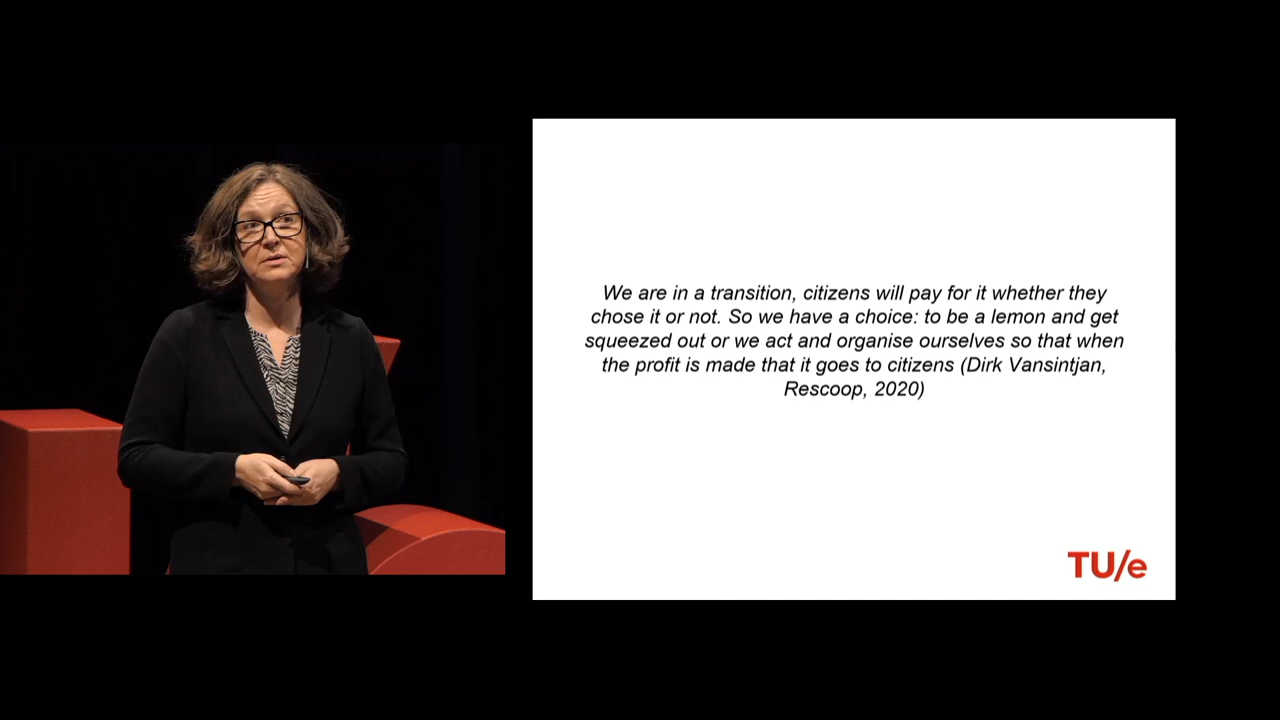 We are in a transition, citizens will pay for it whether they
chose it or not. So we have a choice: to be a lemon and get
squeezed out or we act and organise ourselves so that when
the profit is made that it goes to citizens (Dirk Vansintjan,
Rescoop, 2020)
TU/e